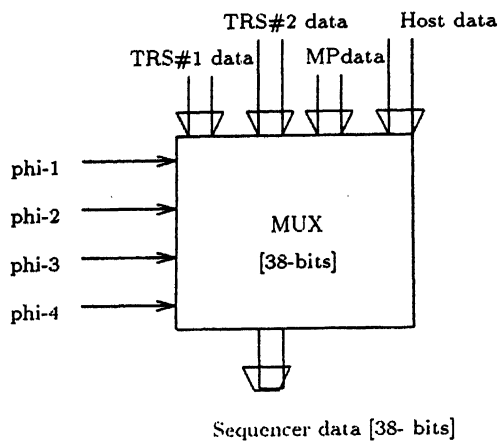 TRS#2 data
Host data
TRS#1 data
MPdata
phi-1
phi-2
phi-3
phi-4
MUX
[38-bits]
Sequencer data [38- bits]